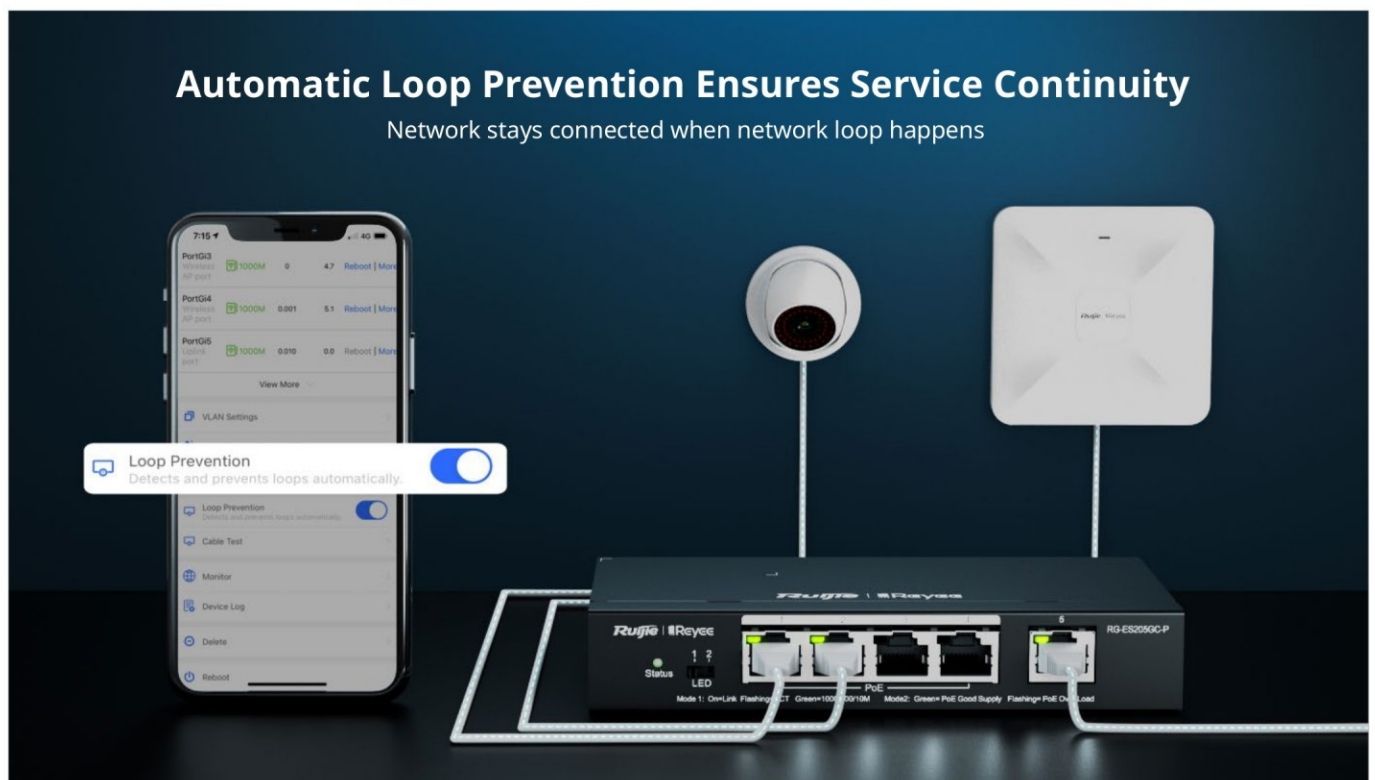 Automatic Loop Prevention Ensures Service Continuity
Network stays connected when network loop happens
7:15
4G
PortGi3
Wireless AP port
1000M 0 4.7 Reboot | More
PortGi4
Wireless AP port
1000M 0.001 5.1 Reboot | More
PortGi5
Uplink port
1000M 0.010 0.0 Reboot | More
View More
VLAN Settings
Loop Prevention
Detects and prevents loops automatically.
Loop Prevention
Detects and prevents loops automatically.
Cable Test
Monitor
Device Log
Delete
Reboot
Ruijie Reyee
Ruijie | Reyee
Ruijie | Reyee
5
RG-ES205GC-P
1 2
Status
LED
PoE
Mode 1: On=Link Flashing= CT Green=1000 00/10M Mode2: Green= PoE Good Supply Flashing= PoE Ov Load